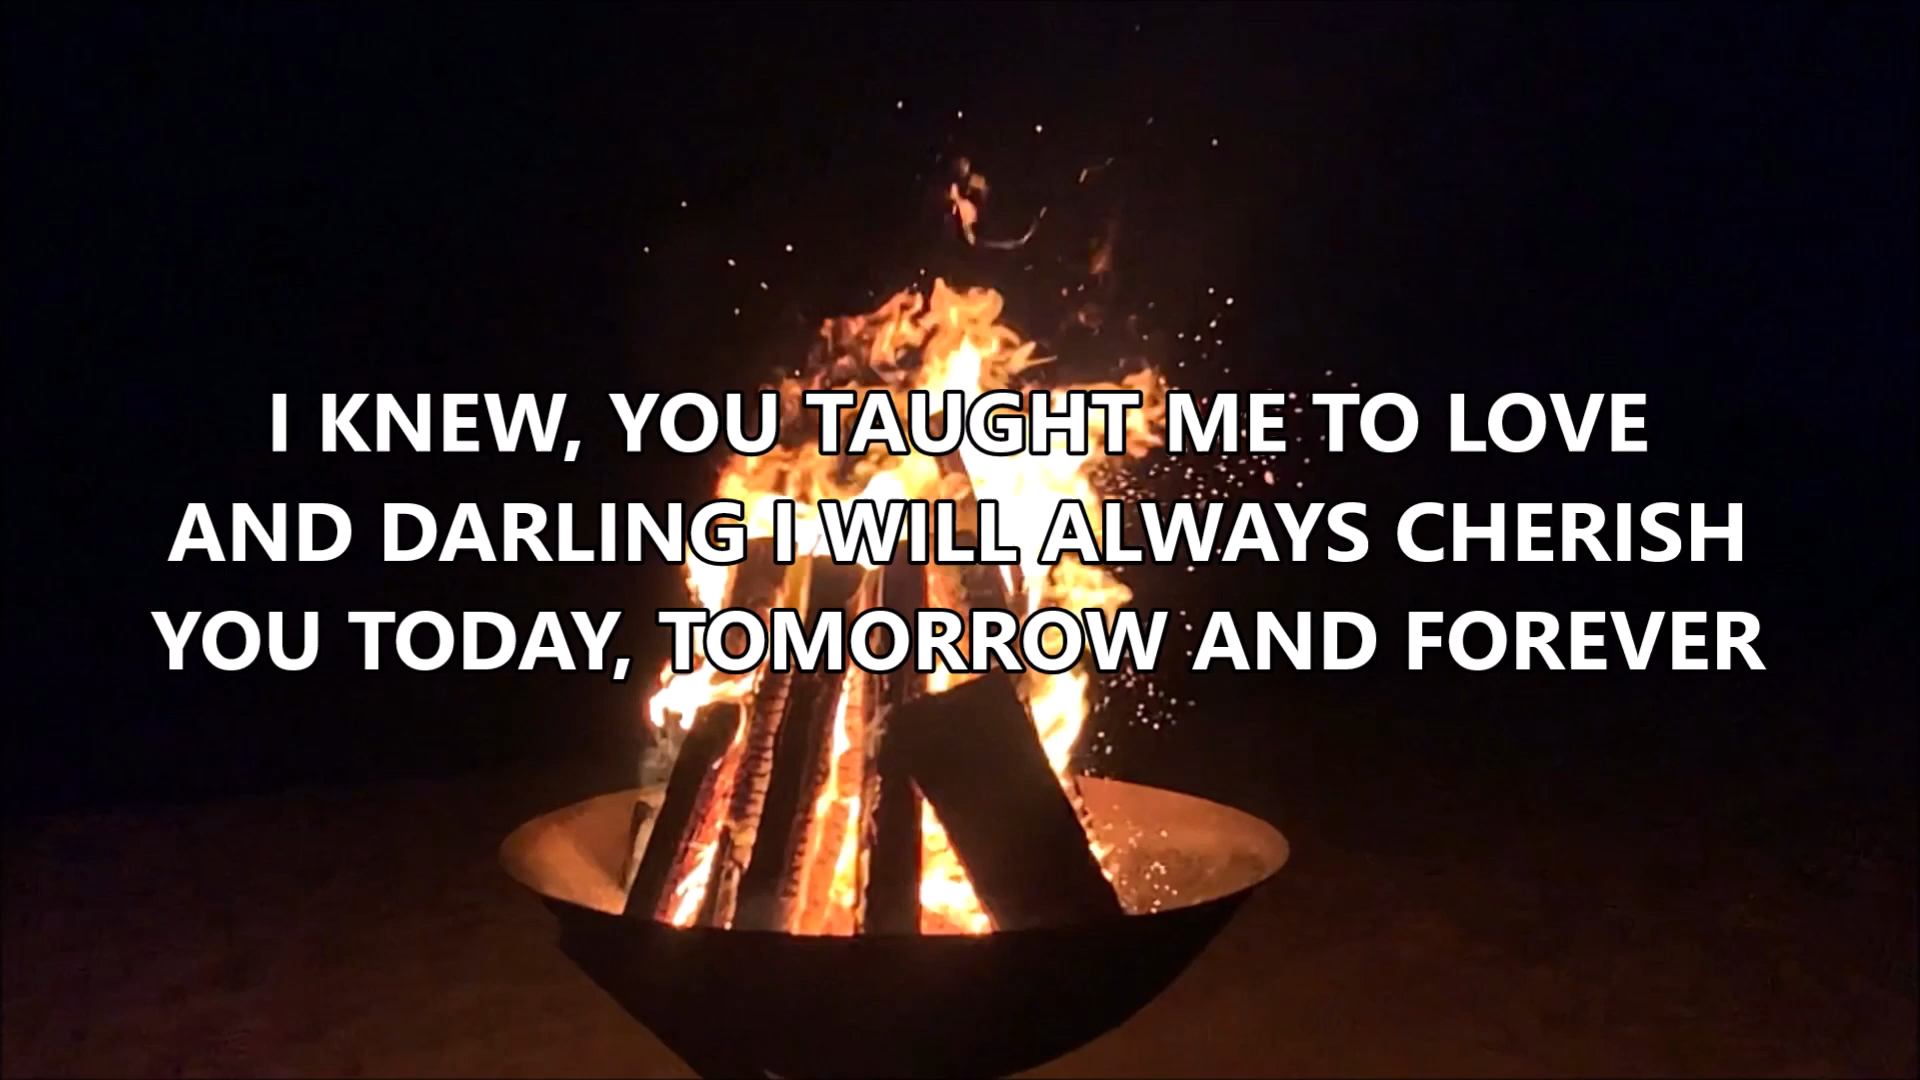 I KNEW, YOU TAUGHT ME TO LOVE
AND DARLING I WILL ALWAYS CHERISH
YOU TODAY, TOMORROW AND FOREVER